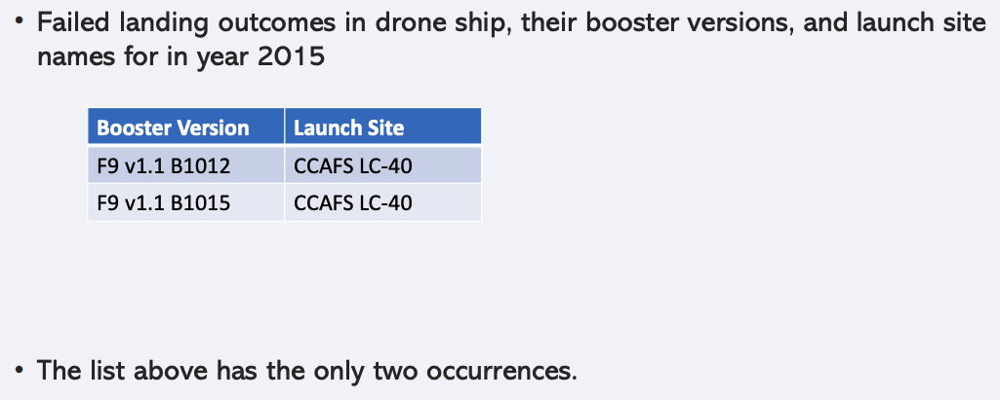 • Failed landing outcomes in drone ship, their booster versions, and launch site
names for in year 2015
Booster Version Launch Site
F9 v1.1 B1012 CCAFS LC-40
F9 v1.1 B1015 CCAFS LC-40
• The list above has the only two occurrences.